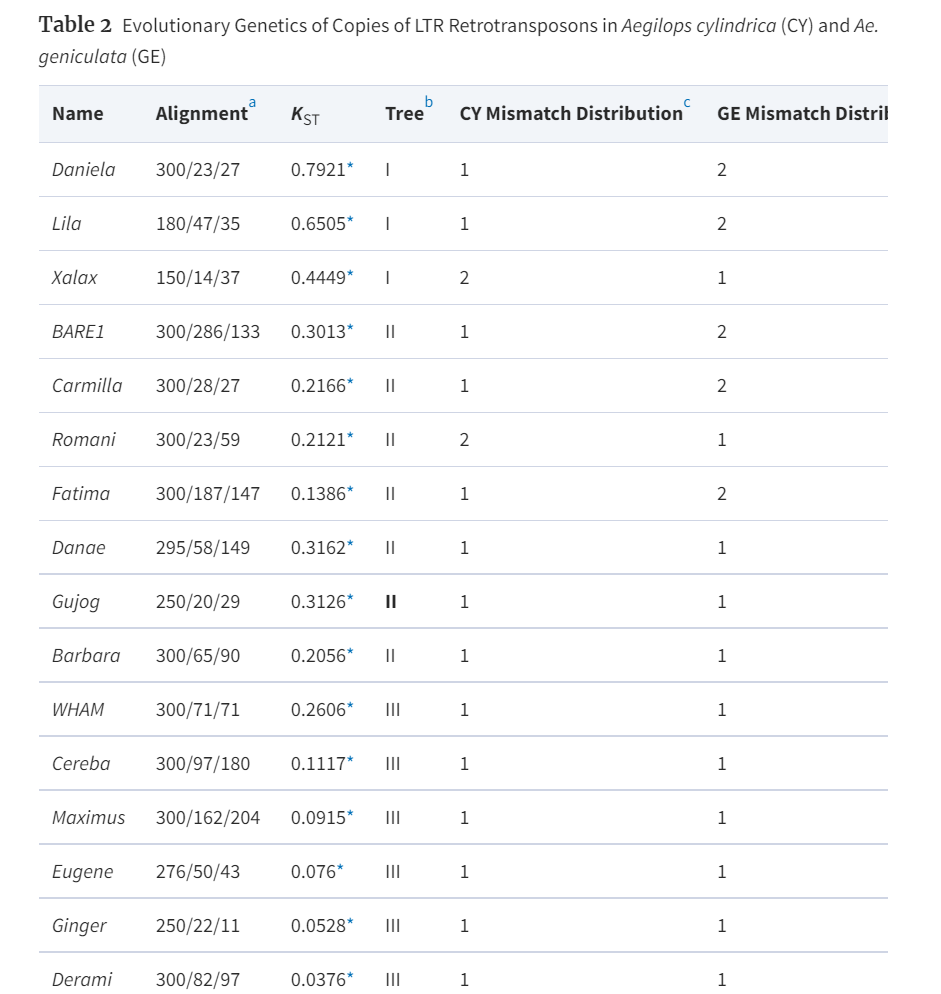 Table 2 Evolutionary Genetics of Copies of LTR Retrotransposons in Aegilops cylindrica (CY) and Ae.
geniculata (GE)
Name Alignment a K ST Tree b CY Mismatch Distribution c GE Mismatch Distrib
Daniela 300/23/27 0.7921* I 1 2
Lila 180/47/35 0.6505* I 1 2
Xalax 150/14/37 0.4449* I 2 1
BARE1 300/286/133 0.3013* II 1 2
Carmilla 300/28/27 0.2166* II 1 2
Romani 300/23/59 0.2121* II 2 1
Fatima 300/187/147 0.1386* II 1 2
Danae 295/58/149 0.3162* II 1 1
Gujog 250/20/29 0.3126* II 1 1
Barbara 300/65/90 0.2056* II 1 1
WHAM 300/71/71 0.2606* III 1 1
Cereba 300/97/180 0.1117* III 1 1
Maximus 300/162/204 0.0915* III 1 1
Eugene 276/50/43 0.076* III 1 1
Ginger 250/22/11 0.0528* III 1 1
Derami 300/82/97 0.0376* III 1 1